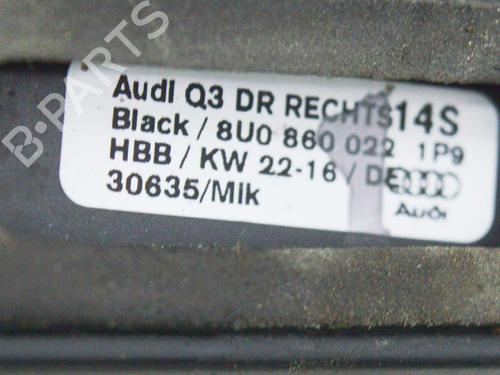 B-PARTS
Audi Q3 DR RECHTS 14S
Black / 8U0 860 022 1P9
HBB / KW 22-16 / DE
30635/Mik
Audi